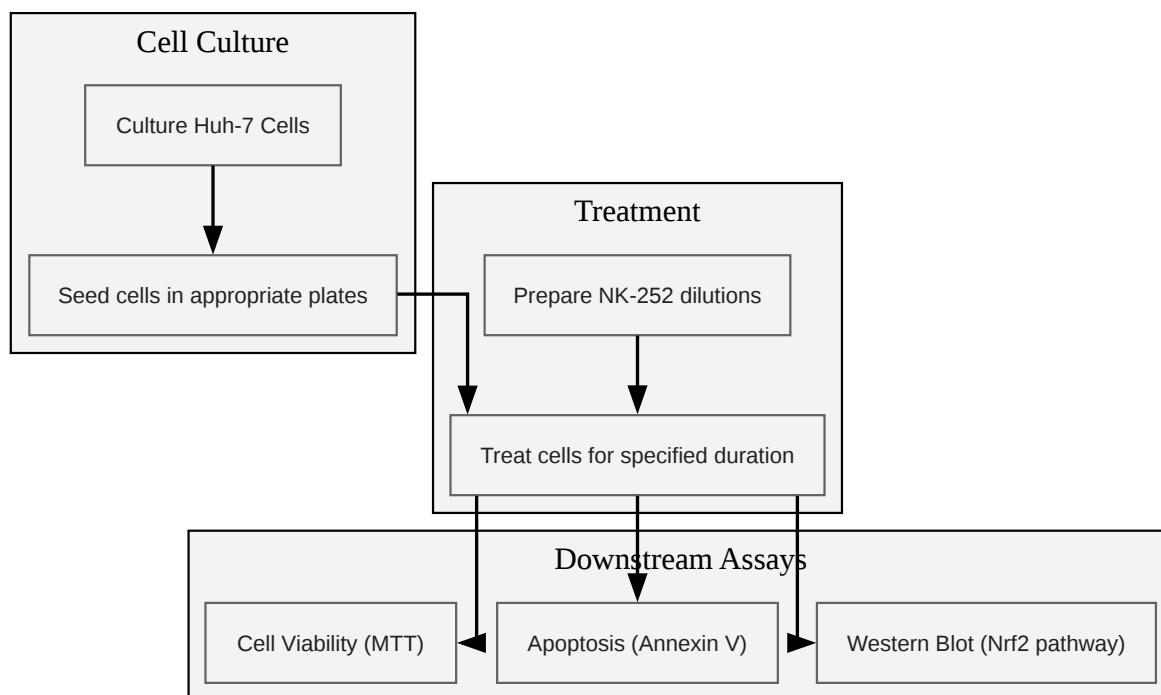 Cell Culture
Culture Huh-7 Cells
Seed cells in appropriate plates
Treatment
Prepare NK-252 dilutions
Treat cells for specified duration
Downstream Assays
Cell Viability (MTT)
Apoptosis (Annexin V)
Western Blot (Nrf2 pathway)